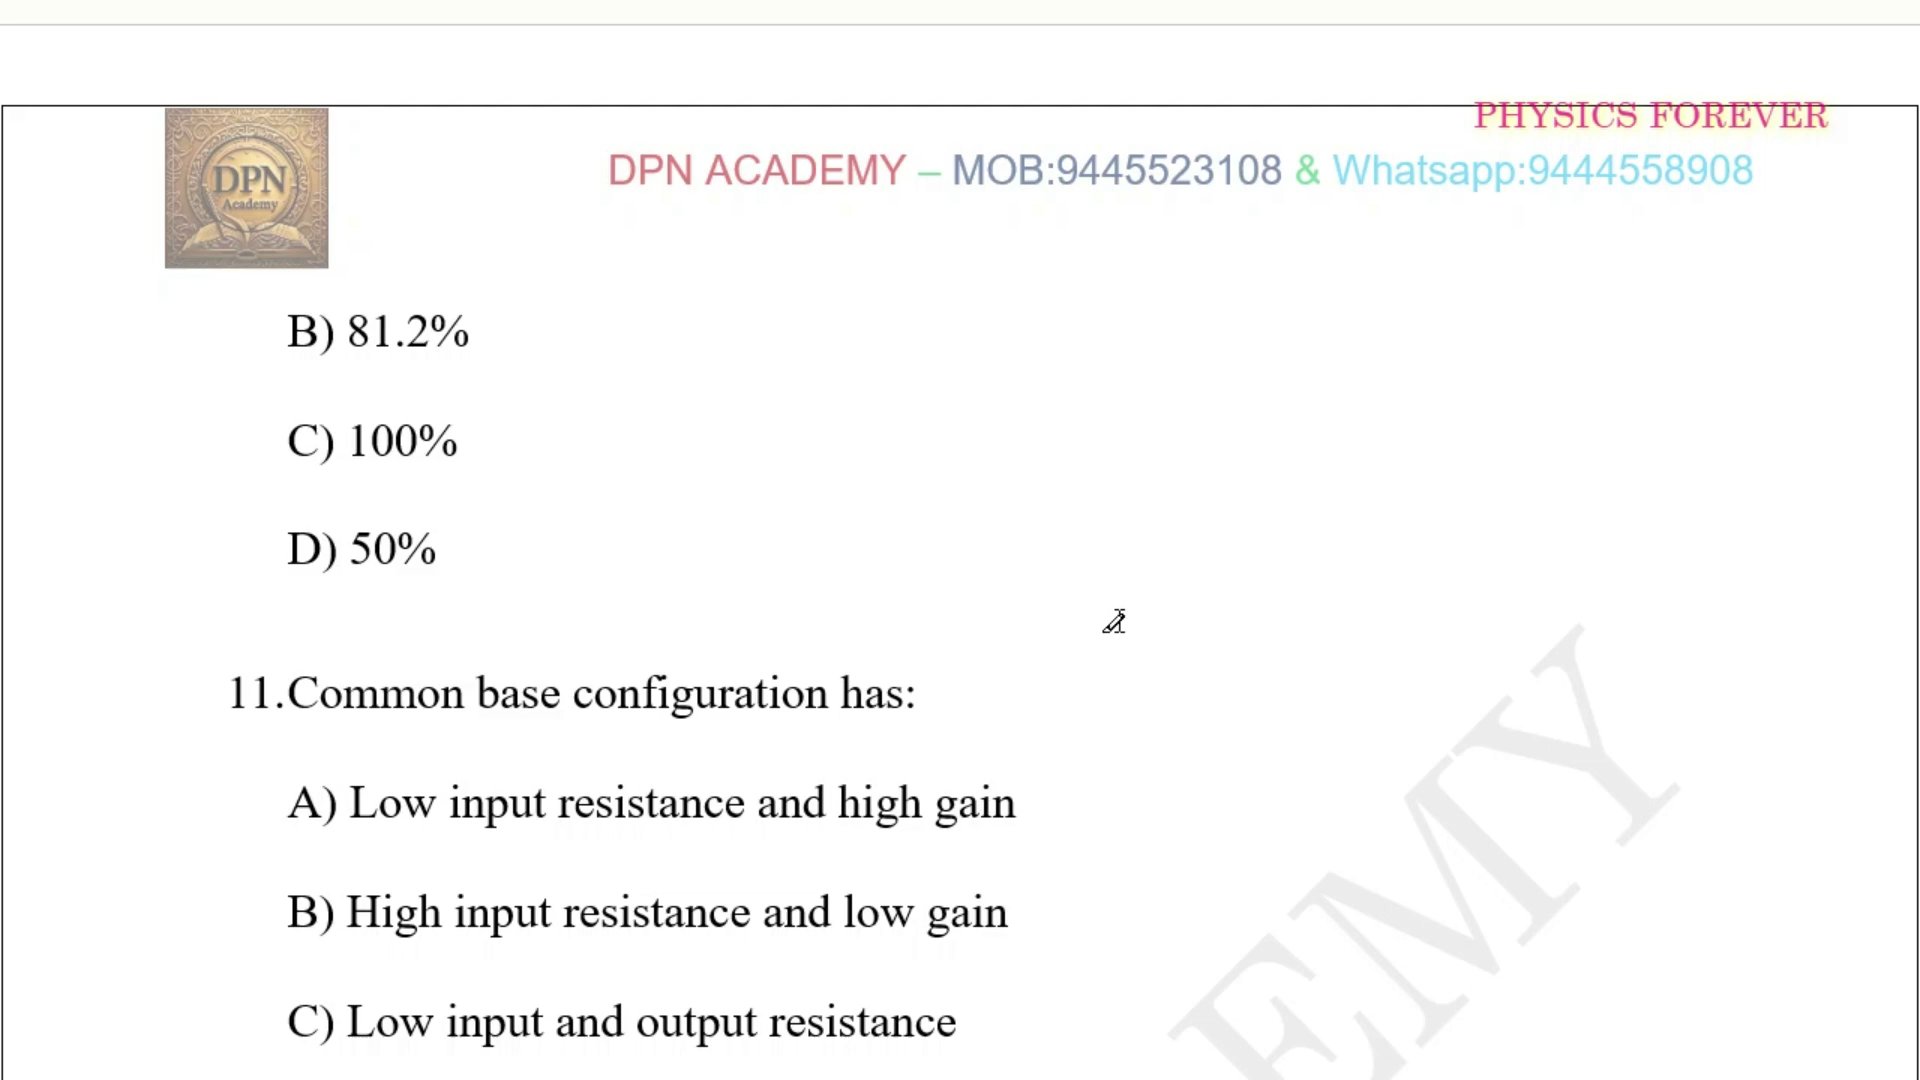 PHYSICS FOREVER
DPN ACADEMY – MOB:9445523108 & Whatsapp:9444558908
DPN
Academy
B) 81.2%
C) 100%
D) 50%
11.Common base configuration has:
A) Low input resistance and high gain
B) High input resistance and low gain
C) Low input and output resistance
EMY